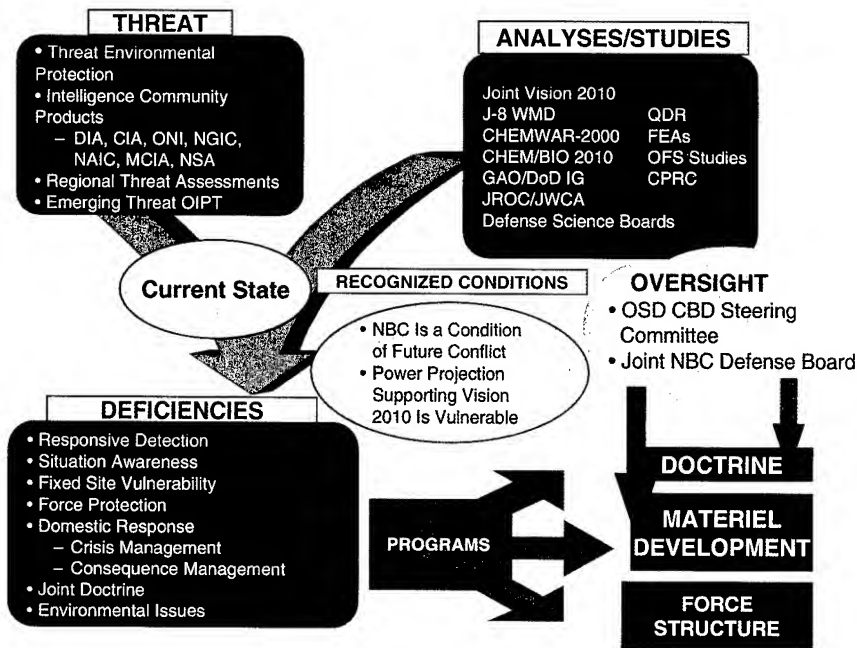 THREAT
• Threat Environmental
Protection
• Intelligence Community
Products
– DIA, CIA, ONI, NGIC,
NAIC, MCIA, NSA
• Regional Threat Assessments
• Emerging Threat OIPT
ANALYSES/STUDIES
Joint Vision 2010
J-8 WMD QDR
CHEMWAR-2000 FEAs
CHEM/BIO 2010 OFS Studies
GAO/DoD IG CPRC
JROC/JWCA
Defense Science Boards
Current State
RECOGNIZED CONDITIONS
• NBC Is a Condition
of Future Conflict
• Power Projection
Supporting Vision
2010 Is Vulnerable
OVERSIGHT
• OSD CBD Steering
Committee
• Joint NBC Defense Board
DEFICIENCIES
• Responsive Detection
• Situation Awareness
• Fixed Site Vulnerability
• Force Protection
• Domestic Response
– Crisis Management
– Consequence Management
• Joint Doctrine
• Environmental Issues
PROGRAMS
DOCTRINE
MATERIEL
DEVELOPMENT
FORCE
STRUCTURE